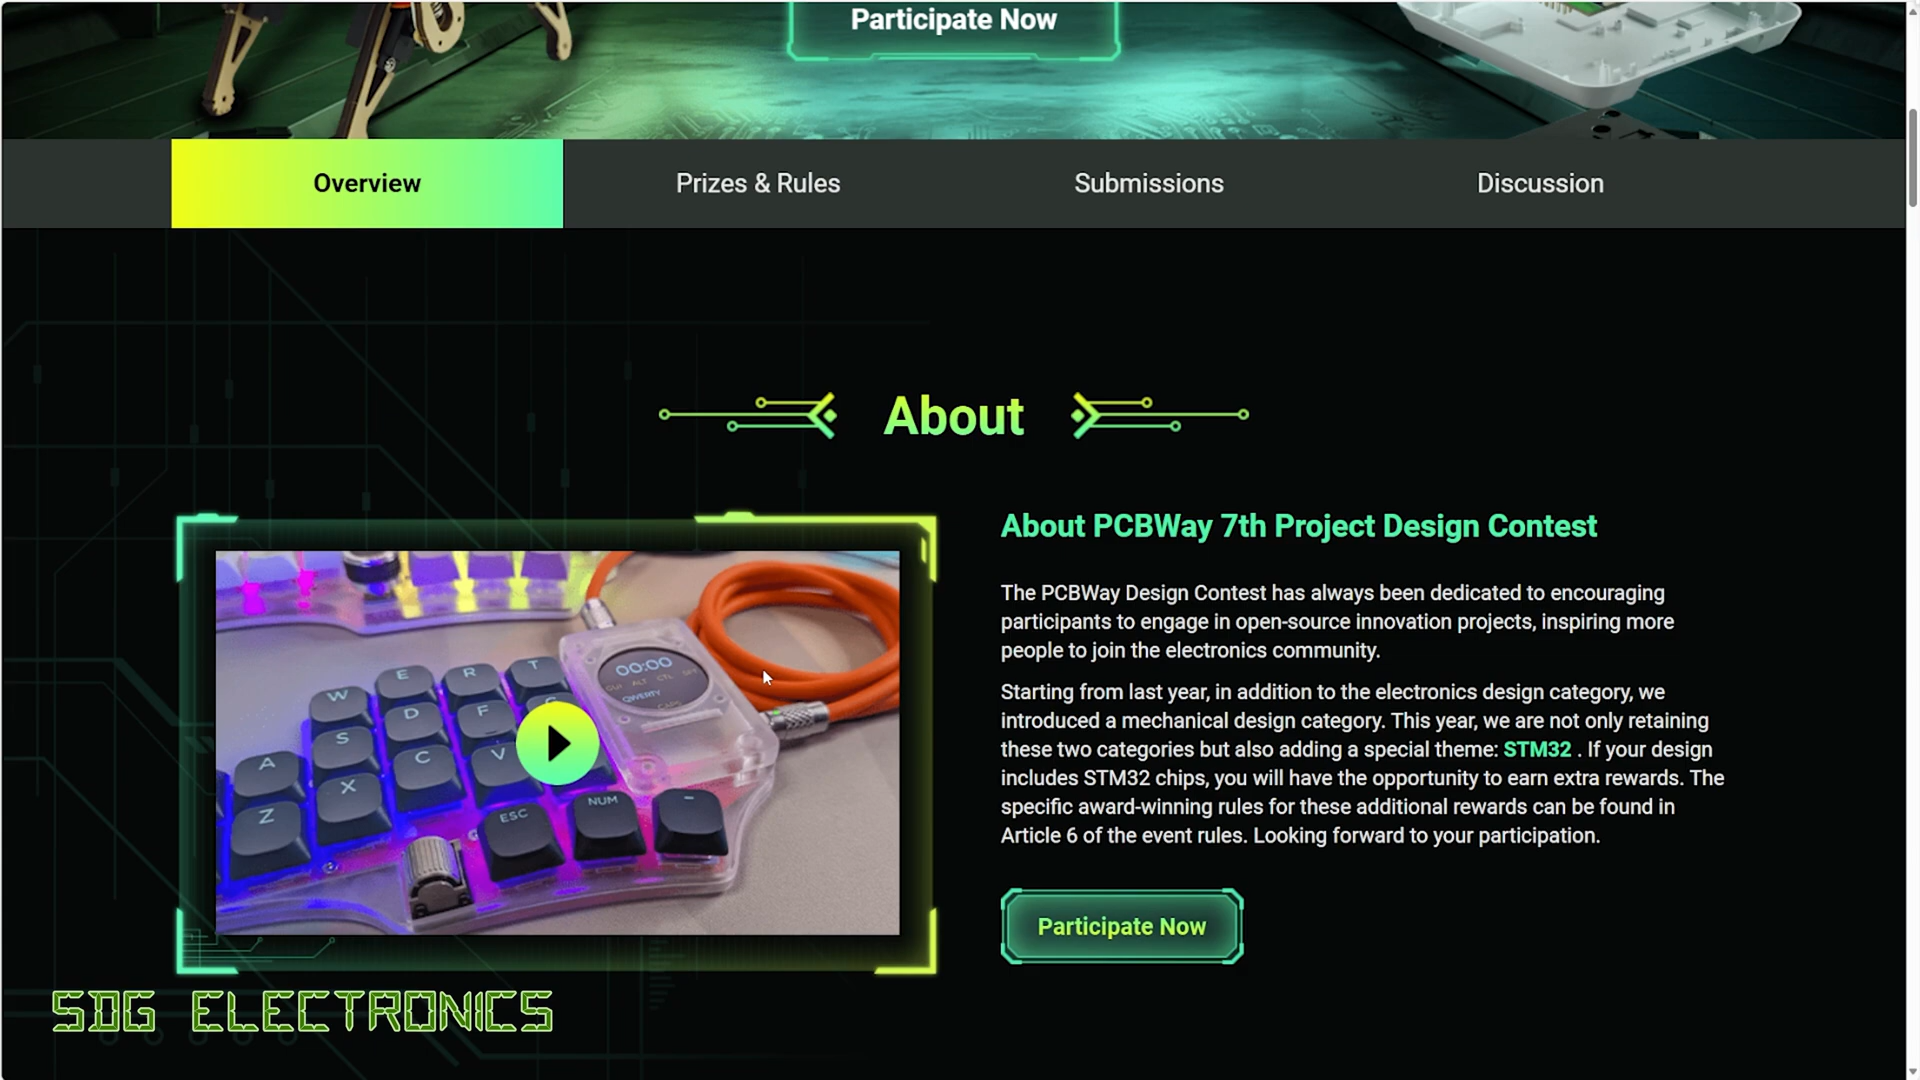 Participate Now
Overview
Prizes & Rules
Submissions
Discussion
About
About PCBWay 7th Project Design Contest
The PCBWay Design Contest has always been dedicated to encouraging
participants to engage in open-source innovation projects, inspiring more
people to join the electronics community.
Starting from last year, in addition to the electronics design category, we
introduced a mechanical design category. This year, we are not only retaining
these two categories but also adding a special theme: STM32 . If your design
includes STM32 chips, you will have the opportunity to earn extra rewards. The
specific award-winning rules for these additional rewards can be found in
Article 6 of the event rules. Looking forward to your participation.
Participate Now
00:00
GUI ALT CTL SFT
QWERTY
CAPS
W E R T
S D F
A X C V
Z
ESC NUM -
SDG ELECTRONICS